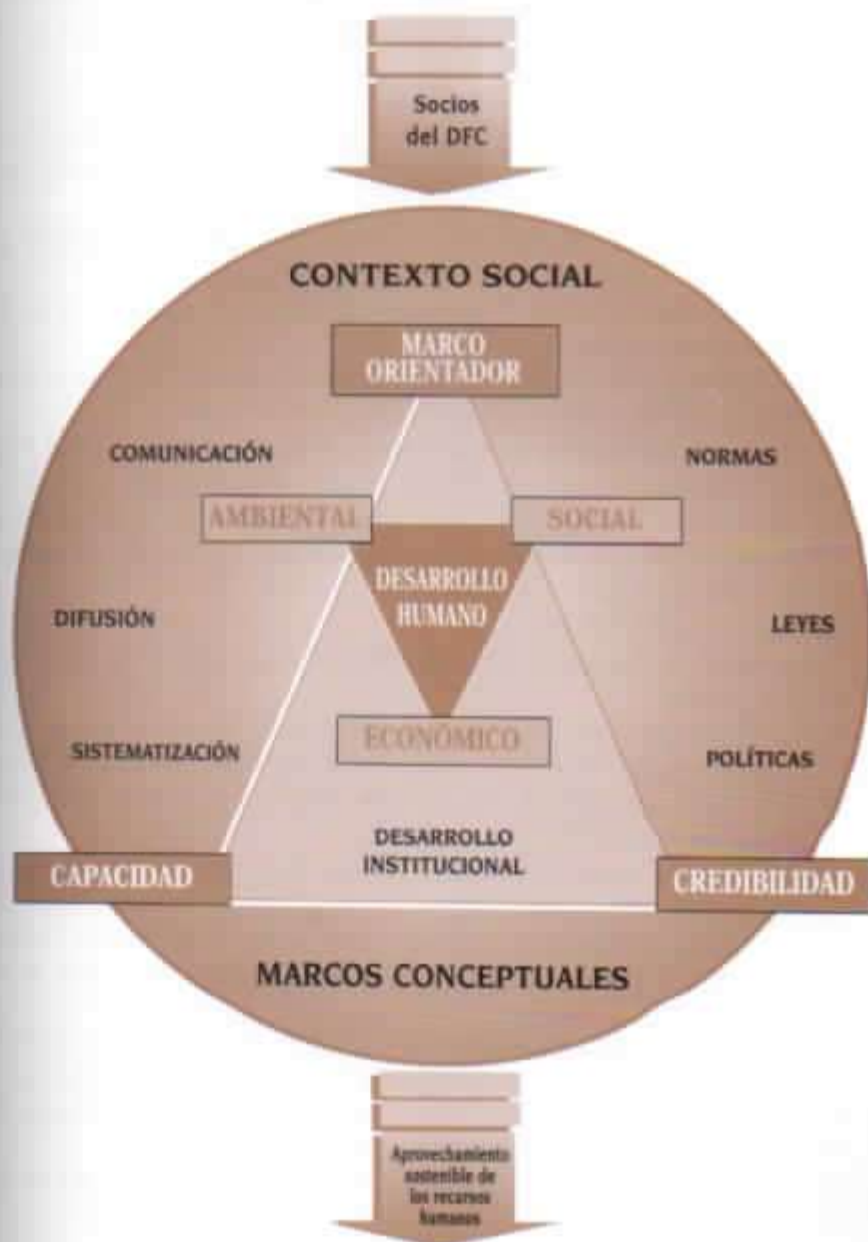 Socios
del DFC
CONTEXTO SOCIAL
MARCO
ORIENTADOR
COMUNICACIÓN
NORMAS
AMBIENTAL
SOCIAL
DESARROLLO
HUMANO
DIFUSIÓN
LEYES
ECONÓMICO
SISTEMATIZACIÓN
POLÍTICAS
DESARROLLO
INSTITUCIONAL
CAPACIDAD
CREDIBILIDAD
MARCOS CONCEPTUALES
Aprovechamiento
sostenible de
los recursos
humanos